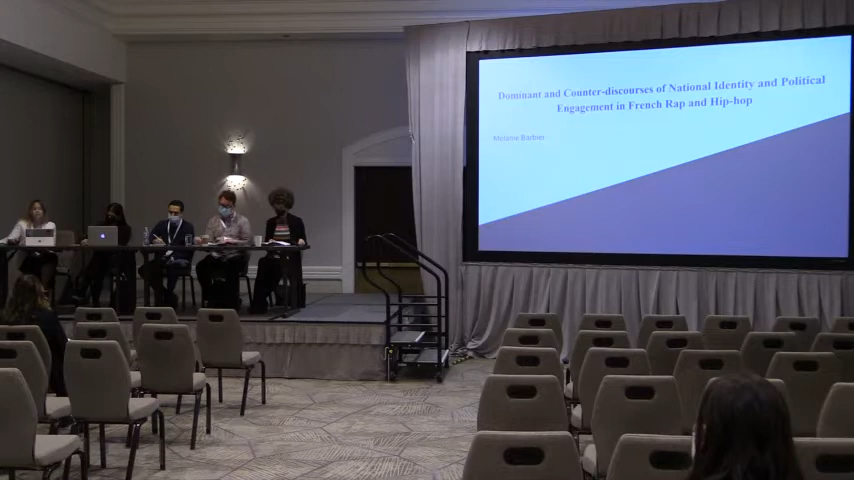 Dominant and Counter-discourses of National Identity and Political
Engagement in French Rap and Hip-hop
Melanie Barbier